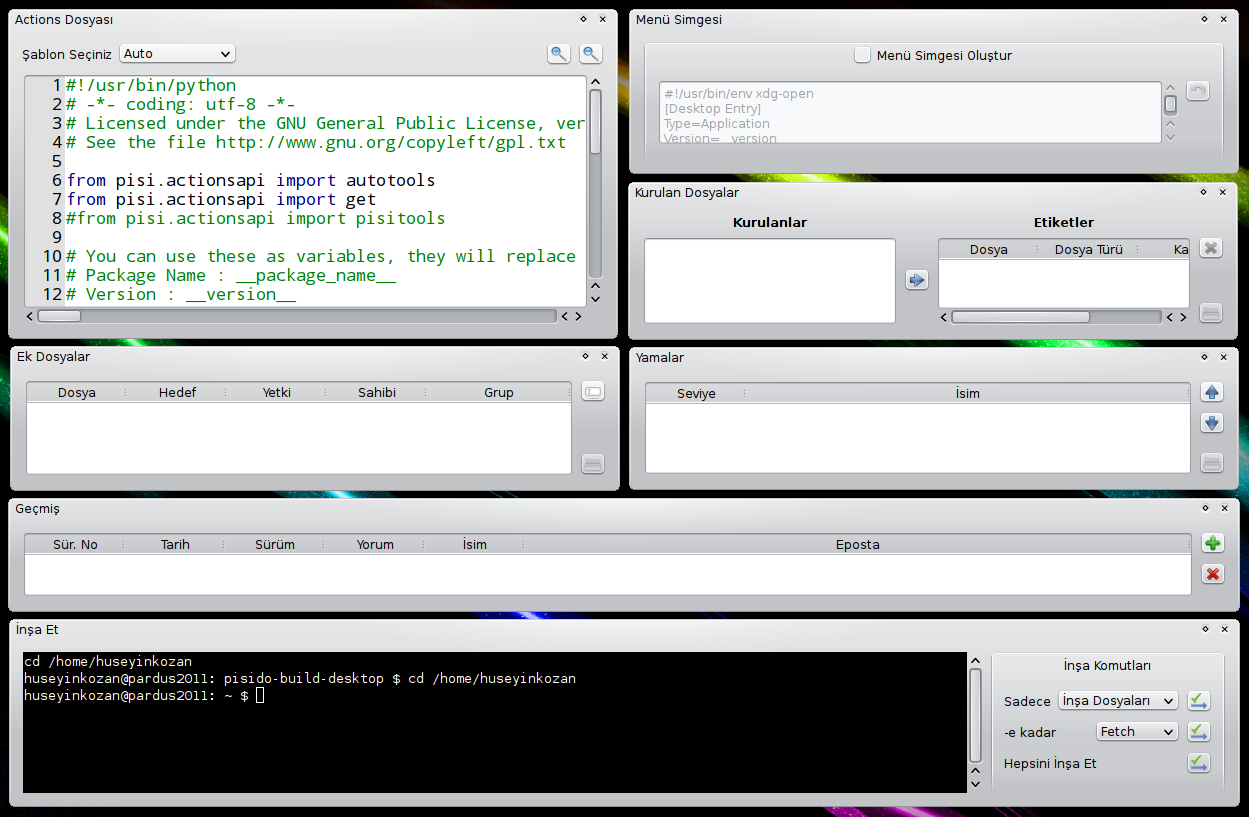 Actions Dosyası
Şablon Seçiniz Auto
1 #!/usr/bin/python
2 # -*- coding: utf-8 -*-
3 # Licensed under the GNU General Public License, ver
4 # See the file http://www.gnu.org/copyleft/gpl.txt
5
6 from pisi.actionsapi import autotools
7 from pisi.actionsapi import get
8 #from pisi.actionsapi import pisitools
9
10 # You can use these as variables, they will replace
11 # Package Name : __package_name__
12 # Version : __version__
Menü Simgesi
Menü Simgesi Oluştur
#!/usr/bin/env xdg-open
[Desktop Entry]
Type=Application
Version=__version
Kurulan Dosyalar
Kurulanlar
Etiketler
Dosya Dosya Türü Ka
Ek Dosyalar
Dosya Hedef Yetki Sahibi Grup
Yamalar
Seviye İsim
Geçmiş
Sür. No Tarih Sürüm Yorum İsim Eposta
İnşa Et
cd /home/huseyinkozan
huseyinkozan@pardus2011: pisido-build-desktop $ cd /home/huseyinkozan
huseyinkozan@pardus2011: ~ $
İnşa Komutları
Sadece İnşa Dosyaları
-e kadar Fetch
Hepsini İnşa Et